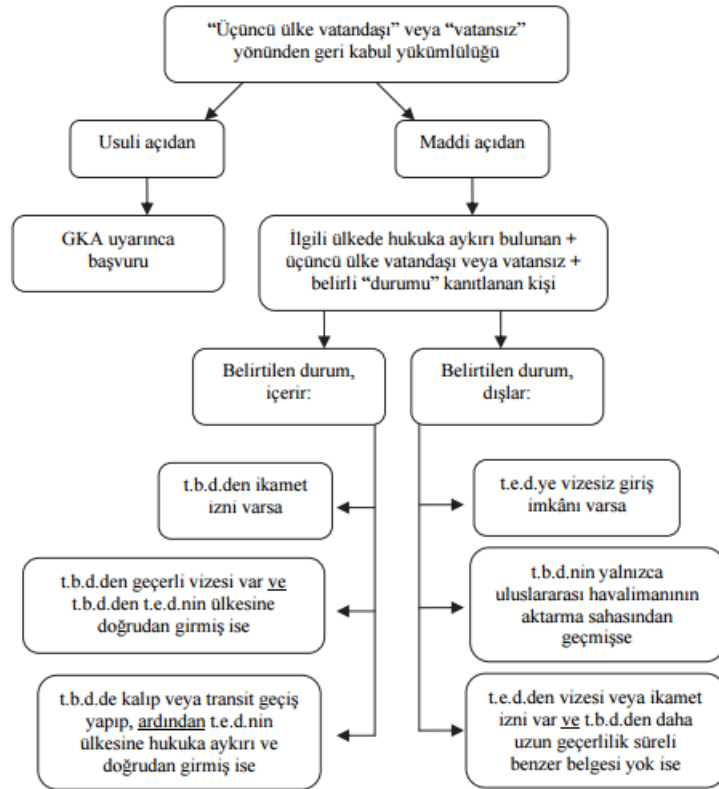 “Üçüncü ülke vatandaşı” veya “vatansız”
yönünden geri kabul yükümlülüğü
Usuli açıdan
Maddi açıdan
GKA uyarınca
başvuru
İlgili ülkede hukuka aykırı bulunan +
üçüncü ülke vatandaşı veya vatansız +
belirli “durumu” kanıtlanan kişi
Belirtilen durum,
içerir:
Belirtilen durum,
dışlar:
t.b.d.den ikamet
izni varsa
t.e.d.ye vizesiz giriş
imkânı varsa
t.b.d.den geçerli vizesi var ve
t.b.d.den t.e.d.nin ülkesine
doğrudan girmiş ise
t.b.d.nin yalnızca
uluslararası havalimanının
aktarma sahasından
geçmişse
t.b.d.de kalıp veya transit geçiş
yapıp, ardından t.e.d.nin
ülkesine hukuka aykırı ve
doğrudan girmiş ise
t.e.d.den vizesi veya ikamet
izni var ve t.b.d.den daha
uzun geçerlilik süreli
benzer belgesi yok ise